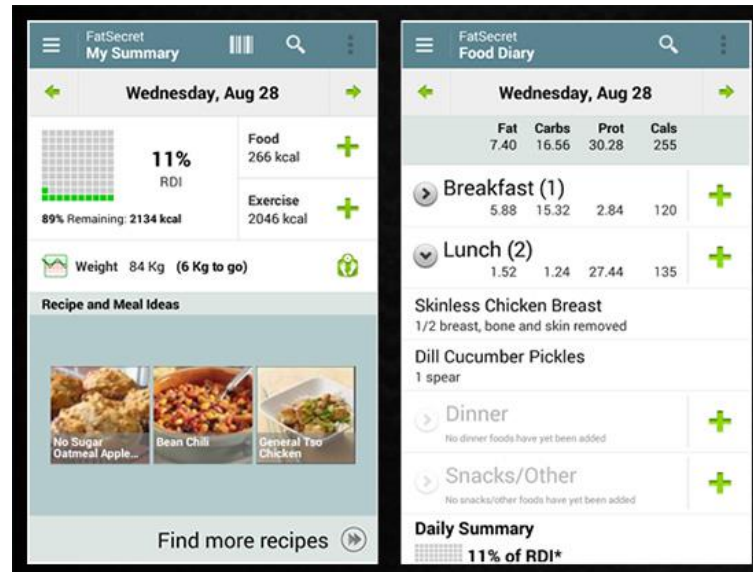 FatSecret
My Summary
Wednesday, Aug 28
11%
RDI
89% Remaining: 2134 kcal
Food
266 kcal
Exercise
2046 kcal
Weight 84 Kg (6 Kg to go)
Recipe and Meal Ideas
No Sugar
Oatmeal Apple...
Bean Chili
General Tso
Chicken
Find more recipes
FatSecret
Food Diary
Wednesday, Aug 28
Fat Carbs Prot Cals
7.40 16.56 30.28 255
Breakfast (1)
5.88 15.32 2.84 120
Lunch (2)
1.52 1.24 27.44 135
Skinless Chicken Breast
1/2 breast, bone and skin removed
Dill Cucumber Pickles
1 spear
Dinner
No dinner foods have yet been added
Snacks/Other
No snacks/other foods have yet been added
Daily Summary
11% of RDI*